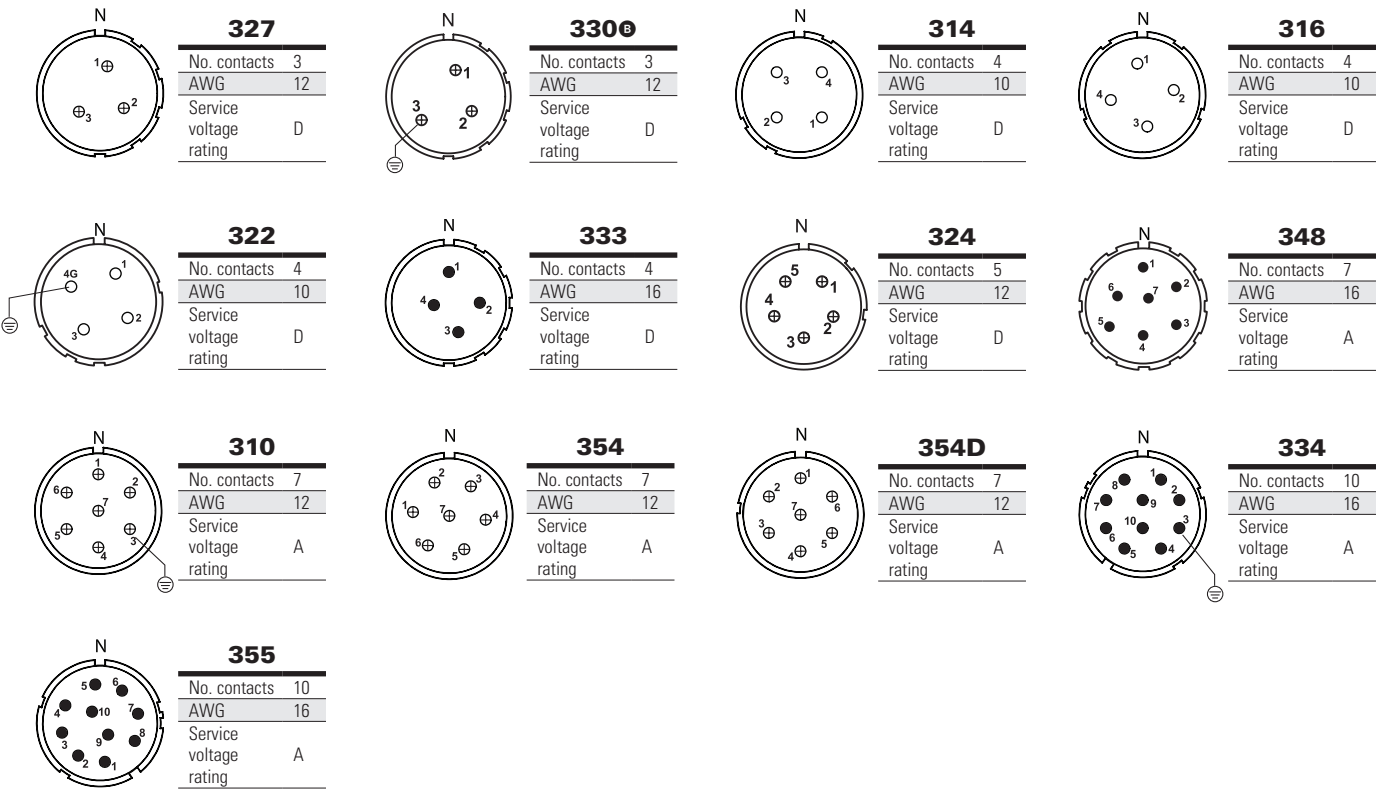 N
327
1
2
3
No. contacts 3
AWG 12
Service
voltage D
rating
N
330 B
1
3
2
No. contacts 3
AWG 12
Service
voltage D
rating
N
314
3 4
2 1
No. contacts 4
AWG 10
Service
voltage D
rating
N
316
1
4 2
3
No. contacts 4
AWG 10
Service
voltage D
rating
N
322
4G 1
3 2
No. contacts 4
AWG 10
Service
voltage D
rating
N
333
1
4 2
3
No. contacts 4
AWG 16
Service
voltage D
rating
N
324
5 1
4 2
3
No. contacts 5
AWG 12
Service
voltage D
rating
N
348
1
6 7 2
5 3
4
No. contacts 7
AWG 16
Service
voltage A
rating
N
310
1
6 2
7
5 3
4
No. contacts 7
AWG 12
Service
voltage A
rating
N
354
2 3
1 7 4
6 5
No. contacts 7
AWG 12
Service
voltage A
rating
N
354D
1
2 6
7
3 5
4
No. contacts 7
AWG 12
Service
voltage A
rating
N
334
8 1
7 9 2
6 10 3
5 4
No. contacts 10
AWG 16
Service
voltage A
rating
N
355
5 6
4 10 7
3 9 8
2 1
No. contacts 10
AWG 16
Service
voltage A
rating